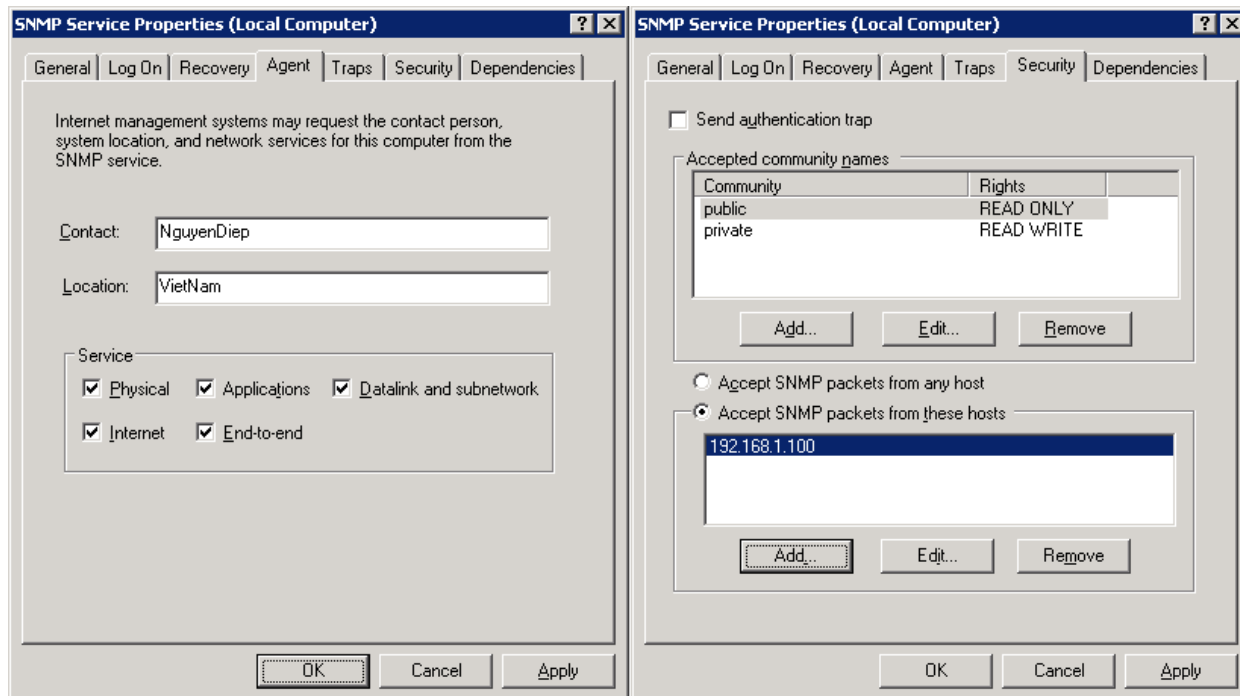 SNMP Service Properties (Local Computer)
General Log On Recovery Agent Traps Security Dependencies
Internet management systems may request the contact person,
system location, and network services for this computer from the
SNMP service.
Contact: NguyenDiep
Location: VietNam
Service
Physical Applications Datalink and subnetwork
Internet End-to-end
OK Cancel Apply
SNMP Service Properties (Local Computer)
General Log On Recovery Agent Traps Security Dependencies
Send authentication trap
Accepted community names
Community Rights
public READ ONLY
private READ WRITE
Add... Edit... Remove
Accept SNMP packets from any host
Accept SNMP packets from these hosts
192.168.1.100
Add... Edit... Remove
OK Cancel Apply